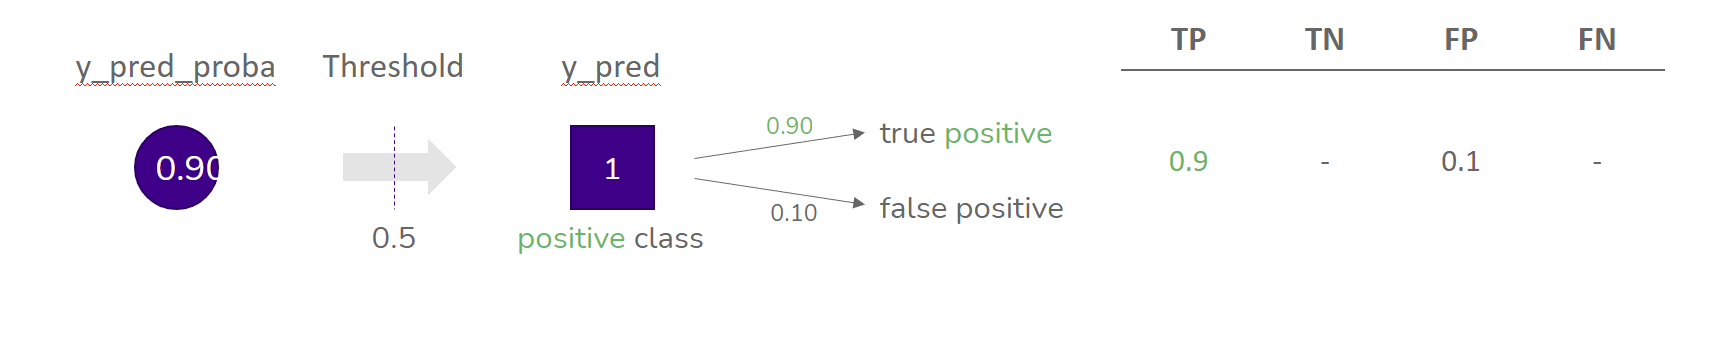 TP TN FP FN
y_pred_proba Threshold y_pred
0.90 true positive
0.90 1 0.9 - 0.1 -
0.10 false positive
0.5 positive class